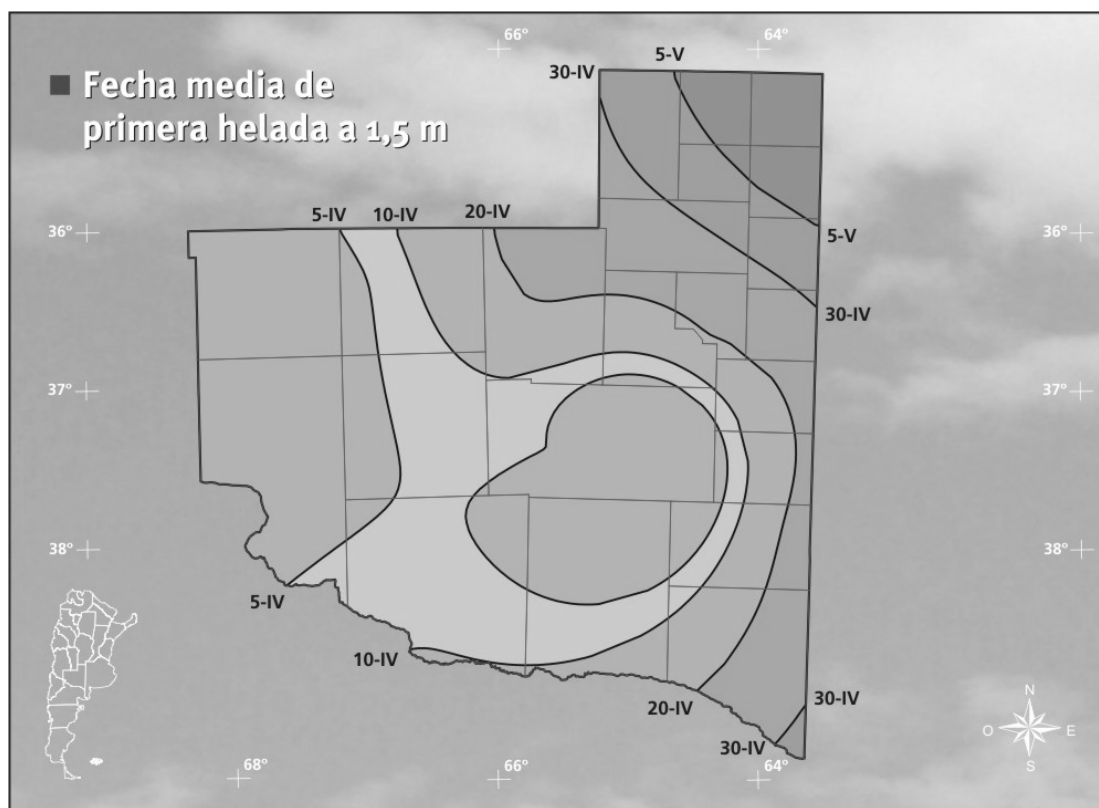 Fecha media de
primera helada a 1,5 m
66°
64°
30-IV
5-V
5-IV
10-IV
20-IV
36°
36°
5-V
30-IV
37°
37°
38°
38°
5-IV
10-IV
20-IV
30-IV
30-IV
68°
66°
64°
N
O
E
S